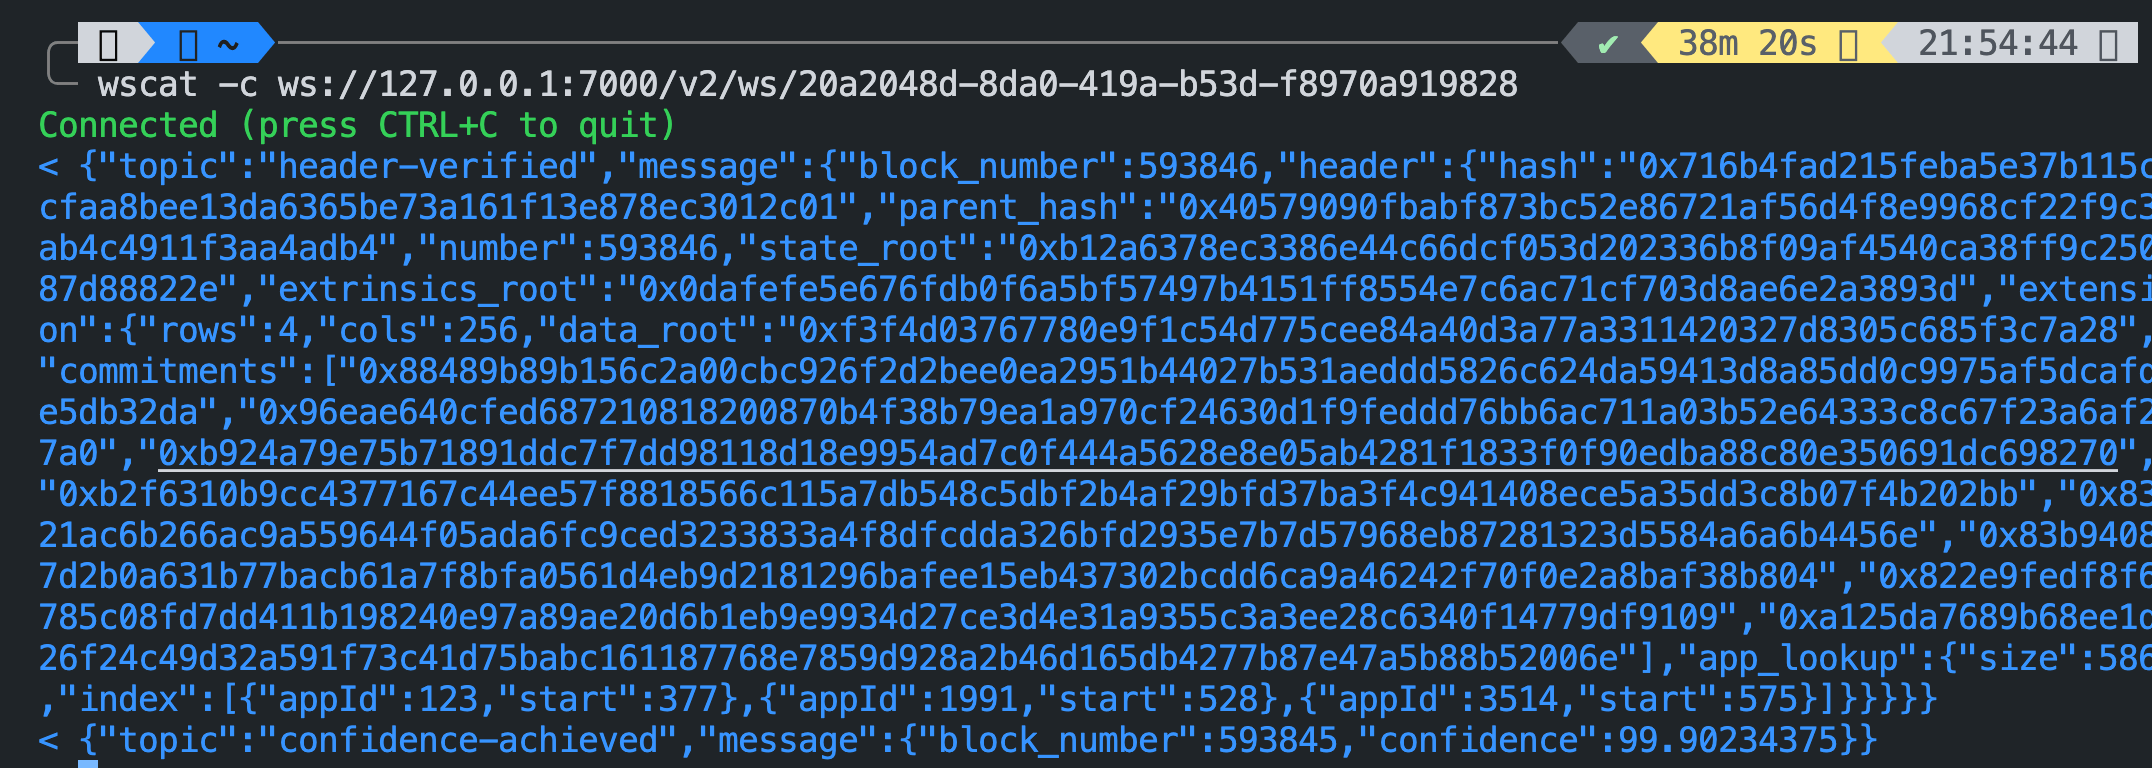 ~ ✔ 38m 20s 21:54:44
wscat -c ws://127.0.0.1:7000/v2/ws/20a2048d-8da0-419a-b53d-f8970a919828
Connected (press CTRL+C to quit)
< {"topic":"header-verified","message":{"block_number":593846,"header":{"hash":"0x716b4fad215feba5e37b115c
cfaa8bee13da6365be73a161f13e878ec3012c01","parent_hash":"0x40579090fbabf873bc52e86721af56d4f8e9968cf22f9c3
ab4c4911f3aa4adb4","number":593846,"state_root":"0xb12a6378ec3386e44c66dcf053d202336b8f09af4540ca38ff9c250
87d88822e","extrinsics_root":"0x0dafefe5e676fdb0f6a5bf57497b4151ff8554e7c6ac71cf703d8ae6e2a3893d","extensi
on":{"rows":4,"cols":256,"data_root":"0xf3f4d03767780e9f1c54d775cee84a40d3a77a3311420327d8305c685f3c7a28",
"commitments":["0x88489b89b156c2a00cbc926f2d2bee0ea2951b44027b531aeddd5826c624da59413d8a85dd0c9975af5dcafd
e5db32da","0x96eae640cfed687210818200870b4f38b79ea1a970cf24630d1f9feddd76bb6ac711a03b52e64333c8c67f23a6af2
7a0","0xb924a79e75b71891ddc7f7dd98118d18e9954ad7c0f444a5628e8e05ab4281f1833f0f90edba88c80e350691dc698270",
"0xb2f6310b9cc4377167c44ee57f8818566c115a7db548c5dbf2b4af29bfd37ba3f4c941408ece5a35dd3c8b07f4b202bb","0x83
21ac6b266ac9a559644f05ada6fc9ced3233833a4f8dfcdda326bfd2935e7b7d57968eb87281323d5584a6a6b4456e","0x83b9408
7d2b0a631b77bacb61a7f8bfa0561d4eb9d2181296bafee15eb437302bcdd6ca9a46242f70f0e2a8baf38b804","0x822e9fedf8f6
785c08fd7dd411b198240e97a89ae20d6b1eb9e9934d27ce3d4e31a9355c3a3ee28c6340f14779df9109","0xa125da7689b68ee1d
26f24c49d32a591f73c41d75babc161187768e7859d928a2b46d165db4277b87e47a5b88b52006e"],"app_lookup":{"size":586
,"index":[{"appId":123,"start":377},{"appId":1991,"start":528},{"appId":3514,"start":575}]}}}}}
< {"topic":"confidence-achieved","message":{"block_number":593845,"confidence":99.90234375}}